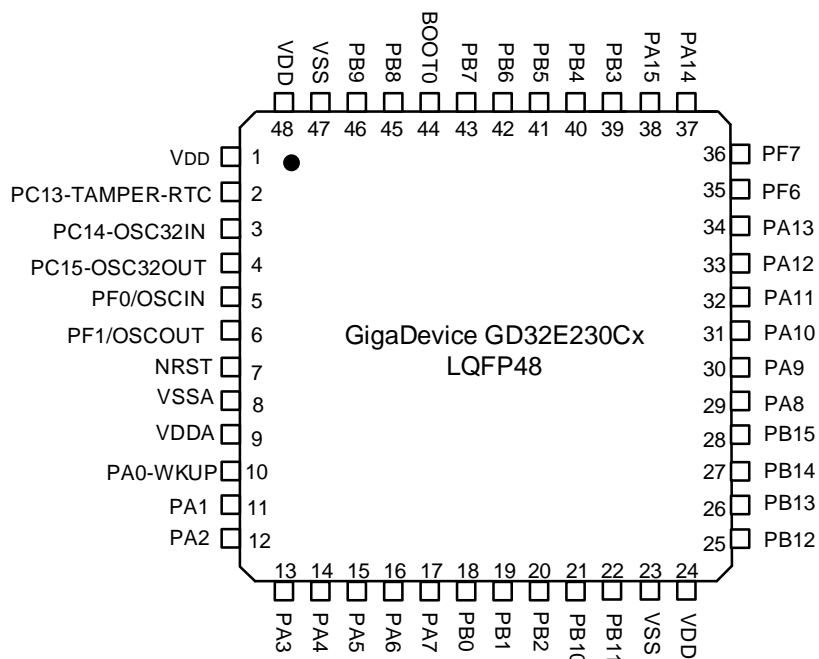 VDD VSS PB9 PB8 BOOT0 PB7 PB6 PB5 PB4 PB3 PA15 PA14
48 47 46 45 44 43 42 41 40 39 38 37
VDD 1
PC13-TAMPER-RTC 2
PC14-OSC32IN 3
PC15-OSC32OUT 4
PF0/OSCIN 5
PF1/OSCOUT 6
NRST 7
VSSA 8
VDDA 9
PA0-WKUP 10
PA1 11
PA2 12
GigaDevice GD32E230Cx
LQFP48
36 PF7
35 PF6
34 PA13
33 PA12
32 PA11
31 PA10
30 PA9
29 PA8
28 PB15
27 PB14
26 PB13
25 PB12
13 14 15 16 17 18 19 20 21 22 23 24
PA3 PA4 PA5 PA6 PA7 PB0 PB1 PB2 PB10 PB11 VSS VDD